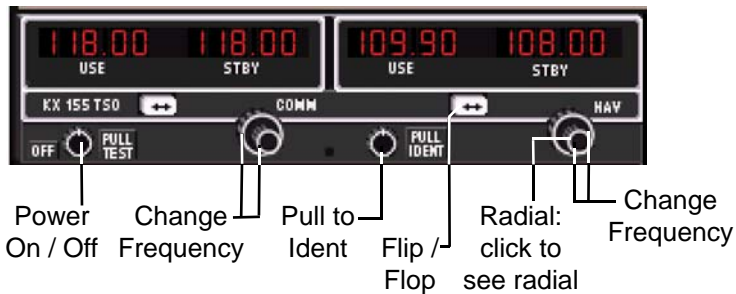 118.00 118.00 109.90 108.00
USE STBY USE STBY
KX 155 TSO ↔ COMM ↔ NAV
OFF PULL TEST PULL IDENT
Power On / Off
Change Frequency
Pull to Ident
Flip / Flop
Radial: click to see radial
Change Frequency